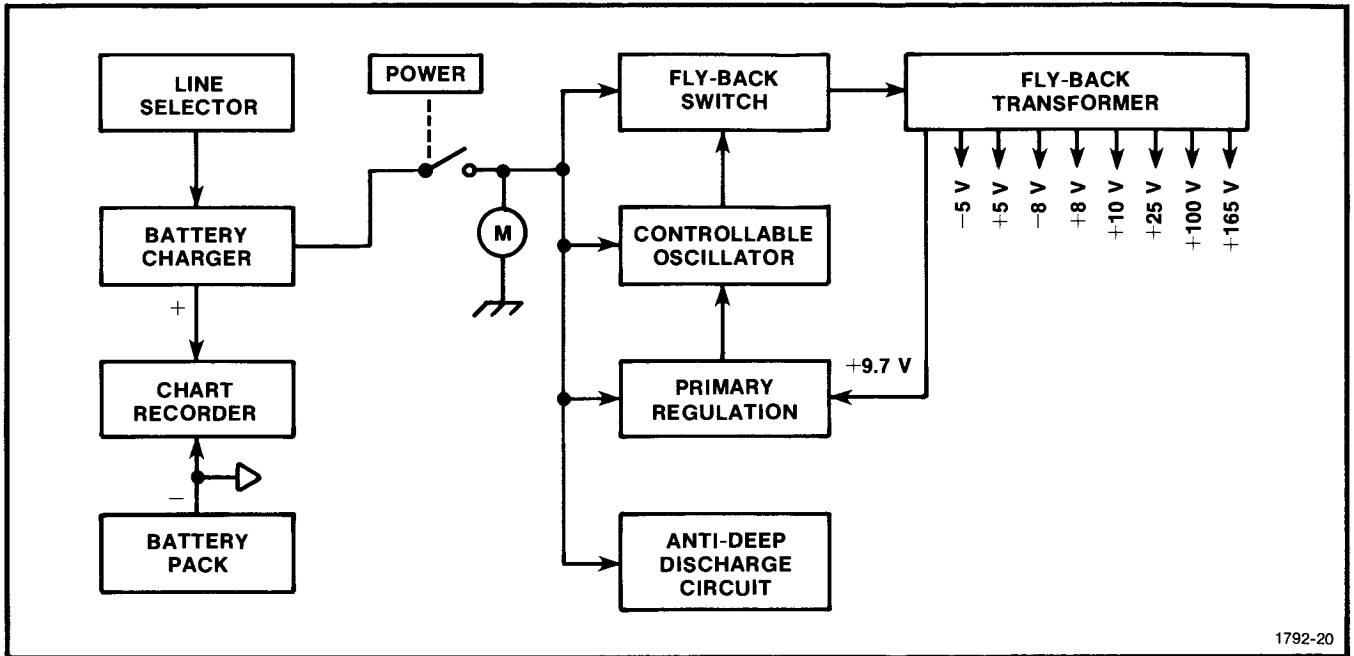 LINE
SELECTOR
POWER
FLY-BACK
SWITCH
FLY-BACK
TRANSFORMER
−5 V
+5 V
−8 V
+8 V
+10 V
+25 V
+100 V
+165 V
BATTERY
CHARGER
M
CONTROLLABLE
OSCILLATOR
+
CHART
RECORDER
PRIMARY
REGULATION
+9.7 V
−
BATTERY
PACK
ANTI-DEEP
DISCHARGE
CIRCUIT
1792-20